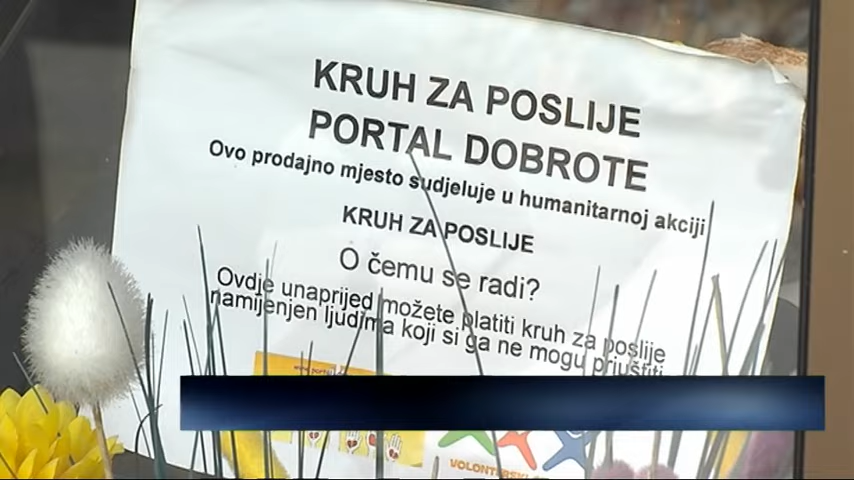 KRUH ZA POSLIJE
PORTAL DOBROTE
Ovo prodajno mjesto sudjeluje u humanitarnoj akciji
KRUH ZA POSLIJE
O čemu se radi?
Ovdje unaprijed možete platiti kruh za poslije
namijenjen ljudima koji si ga ne mogu priuštiti